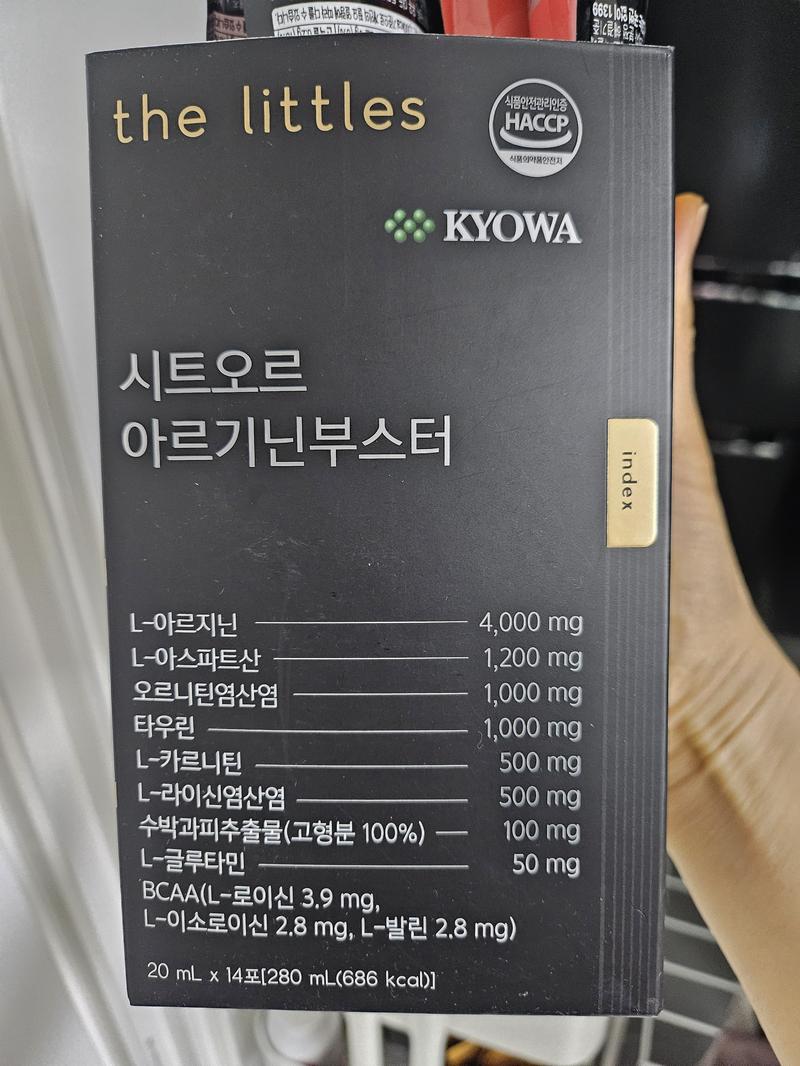 the littles
식품안전관리인증
HACCP
식품의약품안전처
KYOWA
시트오르
아르기닌부스터
index
L-아르지닌 4,000 mg
L-아스파트산 1,200 mg
오르니틴염산염 1,000 mg
타우린 1,000 mg
L-카르니틴 500 mg
L-라이신염산염 500 mg
수박과피추출물(고형분 100%) 100 mg
L-글루타민 50 mg
BCAA(L-로이신 3.9 mg,
L-이소로이신 2.8 mg, L-발린 2.8 mg)
20 mL x 14포[280 mL(686 kcal)]